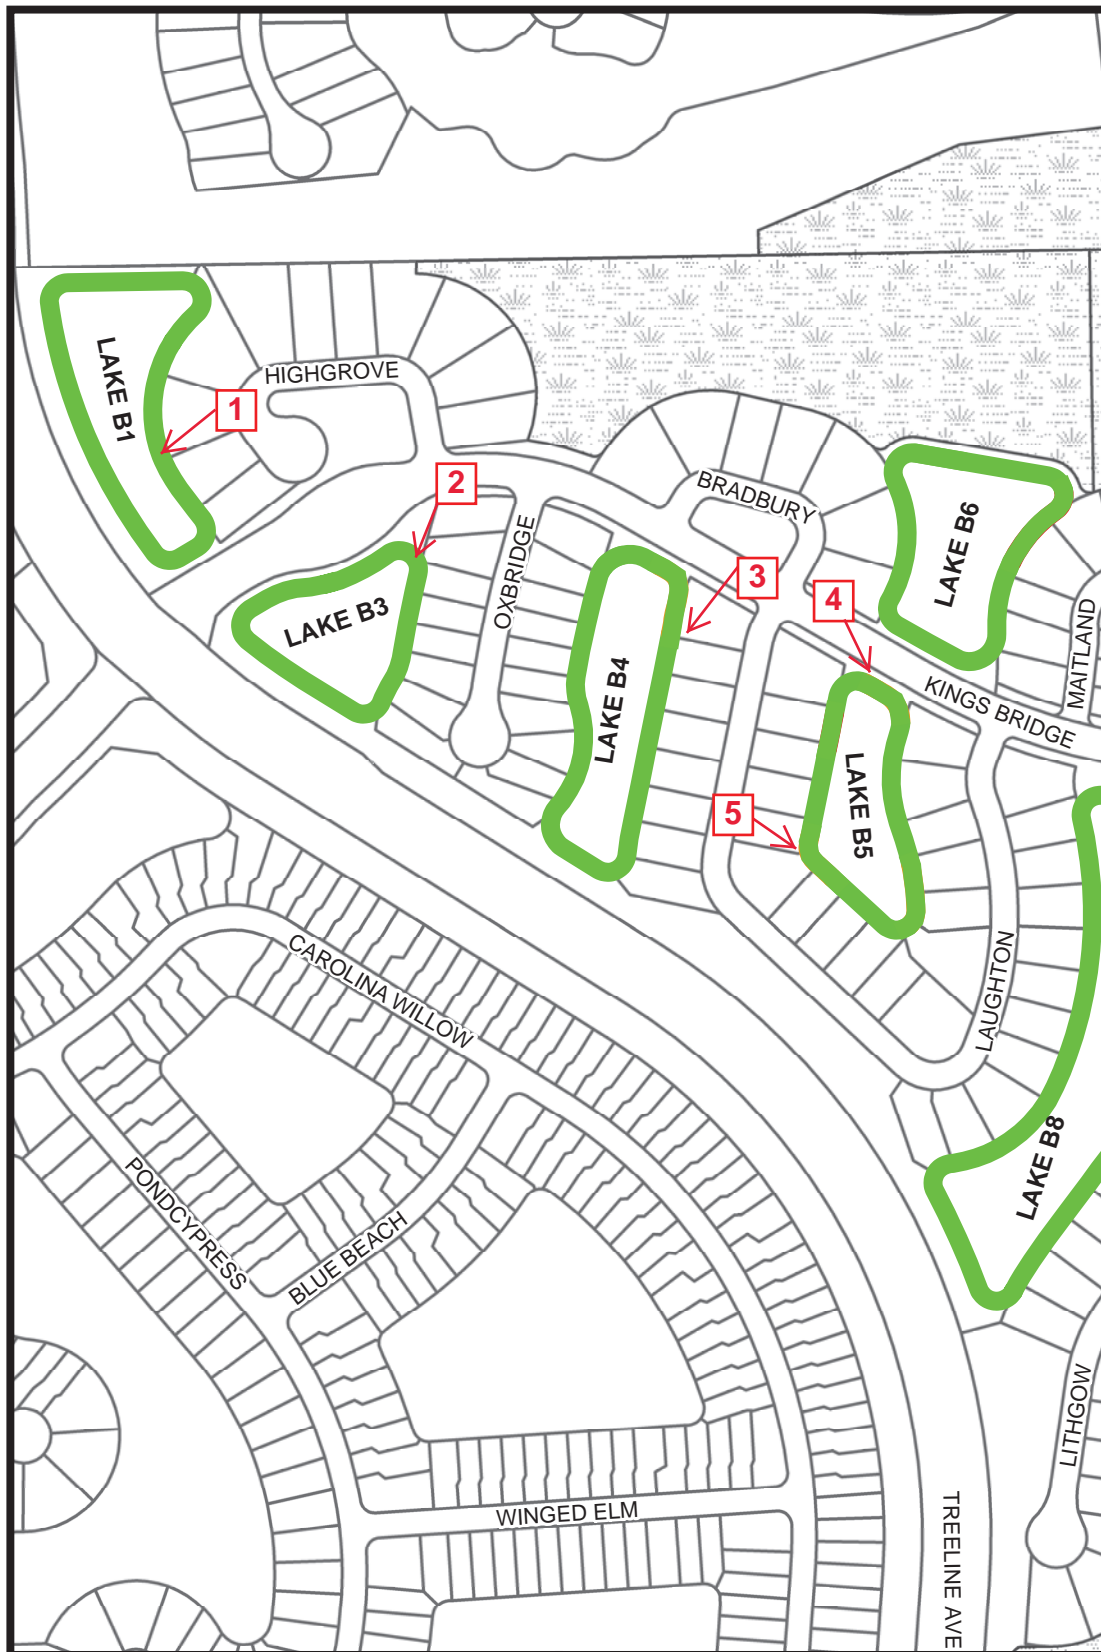 LAKE B1
HIGHGROVE
1
2
BRADBURY
LAKE B6
OXBRIDGE
3
4
LAKE B3
MAITLAND
LAKE B4
KINGS BRIDGE
LAKE B5
5
CAROLINA WILLOW
LAUGHTON
LAKE B8
PONDCYPRESS
BLUE BEACH
LITHGOW
WINGED ELM
TREELINE AVE